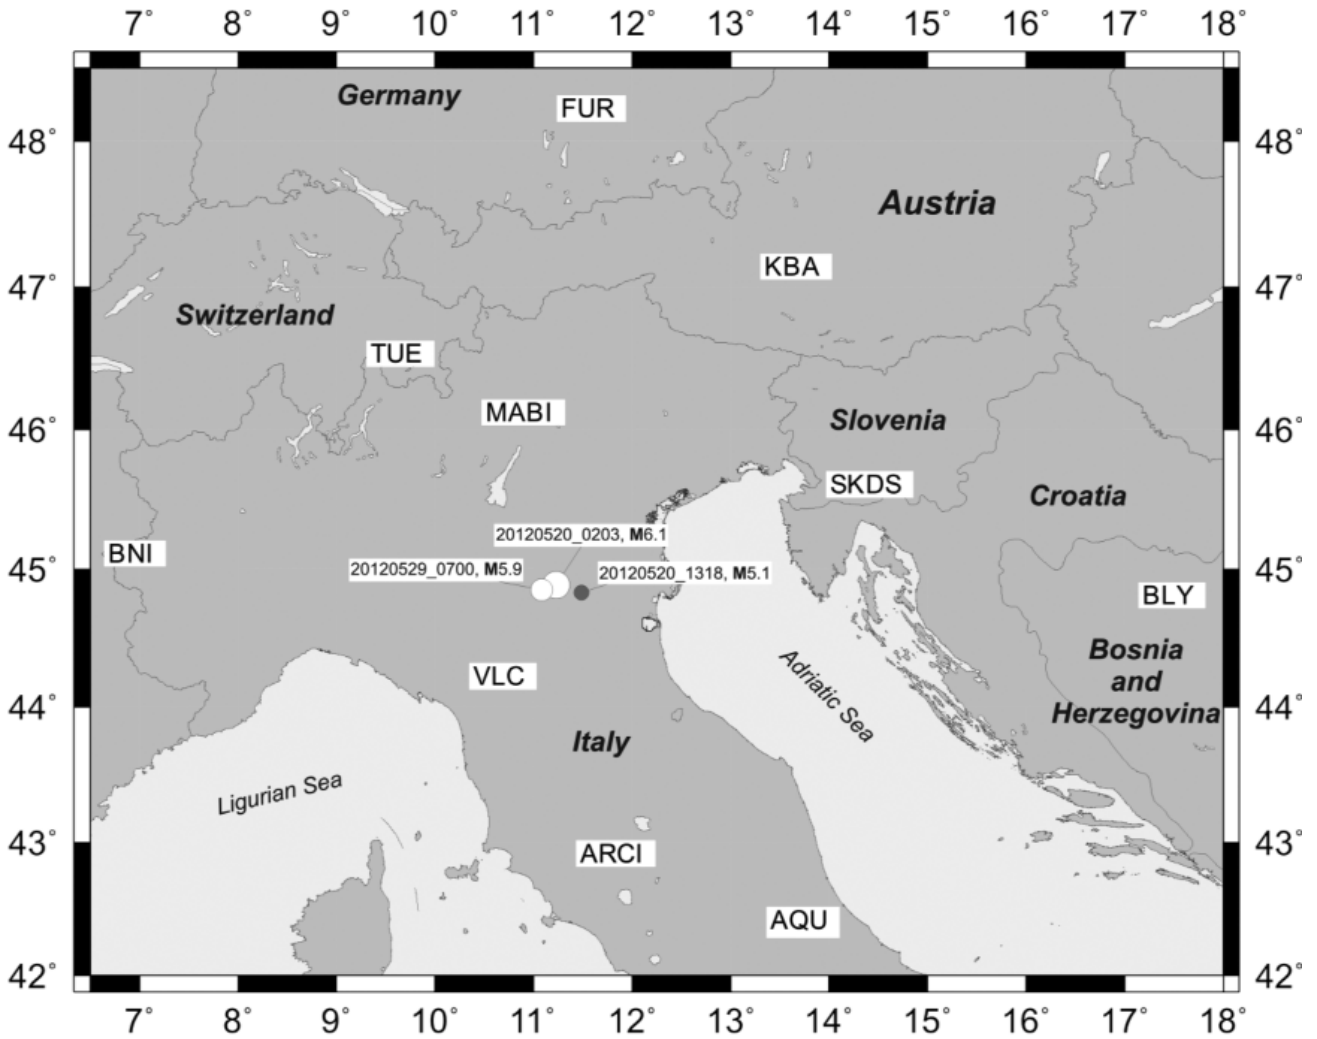 7° 8° 9° 10° 11° 12° 13° 14° 15° 16° 17° 18°
Germany
FUR
48° 48°
Austria
KBA
47° 47°
Switzerland
TUE
MABI
Slovenia
46° 46°
SKDS
Croatia
20120520_0203, M6.1
BNI
20120529_0700, M5.9
20120520_1318, M5.1
45° 45°
BLY
Bosnia
and
Herzegovina
VLC
Adriatic Sea
44° 44°
Italy
Ligurian Sea
43° 43°
ARCI
AQU
42° 42°
7° 8° 9° 10° 11° 12° 13° 14° 15° 16° 17° 18°